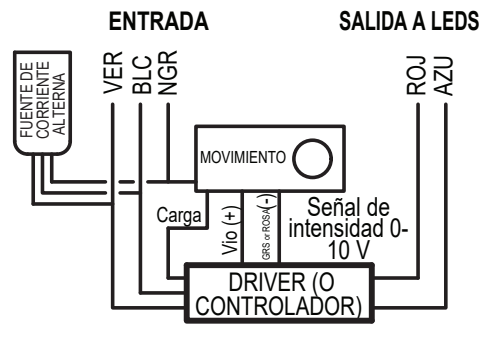 ENTRADA
SALIDA A LEDS
FUENTE DE
CORRIENTE
ALTERNA
VER
BLC
NGR
ROJ
AZU
MOVIMIENTO
Carga
Vio (+)
GRS or ROSA(-)
Señal de
intensidad 0-
10 V
DRIVER (O
CONTROLADOR)